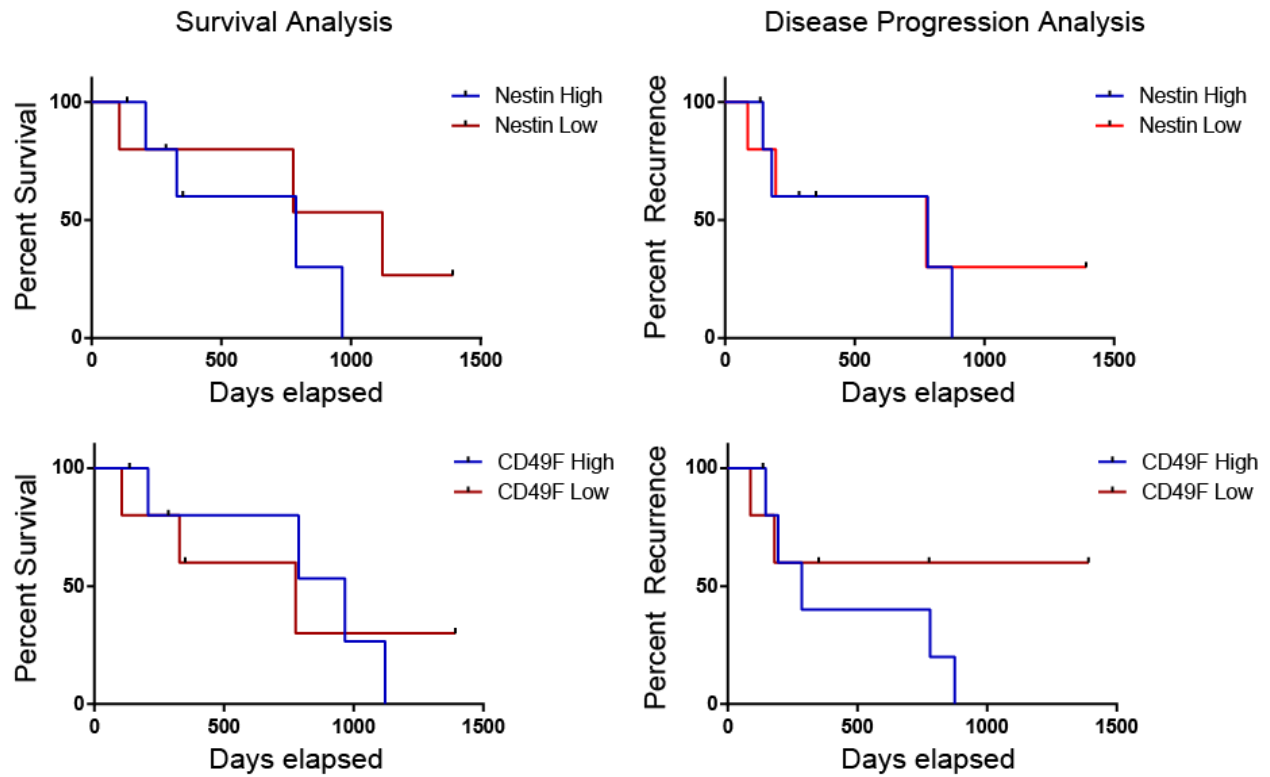 Survival Analysis
Disease Progression Analysis
Percent Survival
100
50
0
Nestin High
Nestin Low
0 500 1000 1500
Days elapsed
Percent Recurrence
100
50
0
Nestin High
Nestin Low
0 500 1000 1500
Days elapsed
Percent Survival
100
50
0
CD49F High
CD49F Low
0 500 1000 1500
Days elapsed
Percent Recurrence
100
50
0
CD49F High
CD49F Low
0 500 1000 1500
Days elapsed